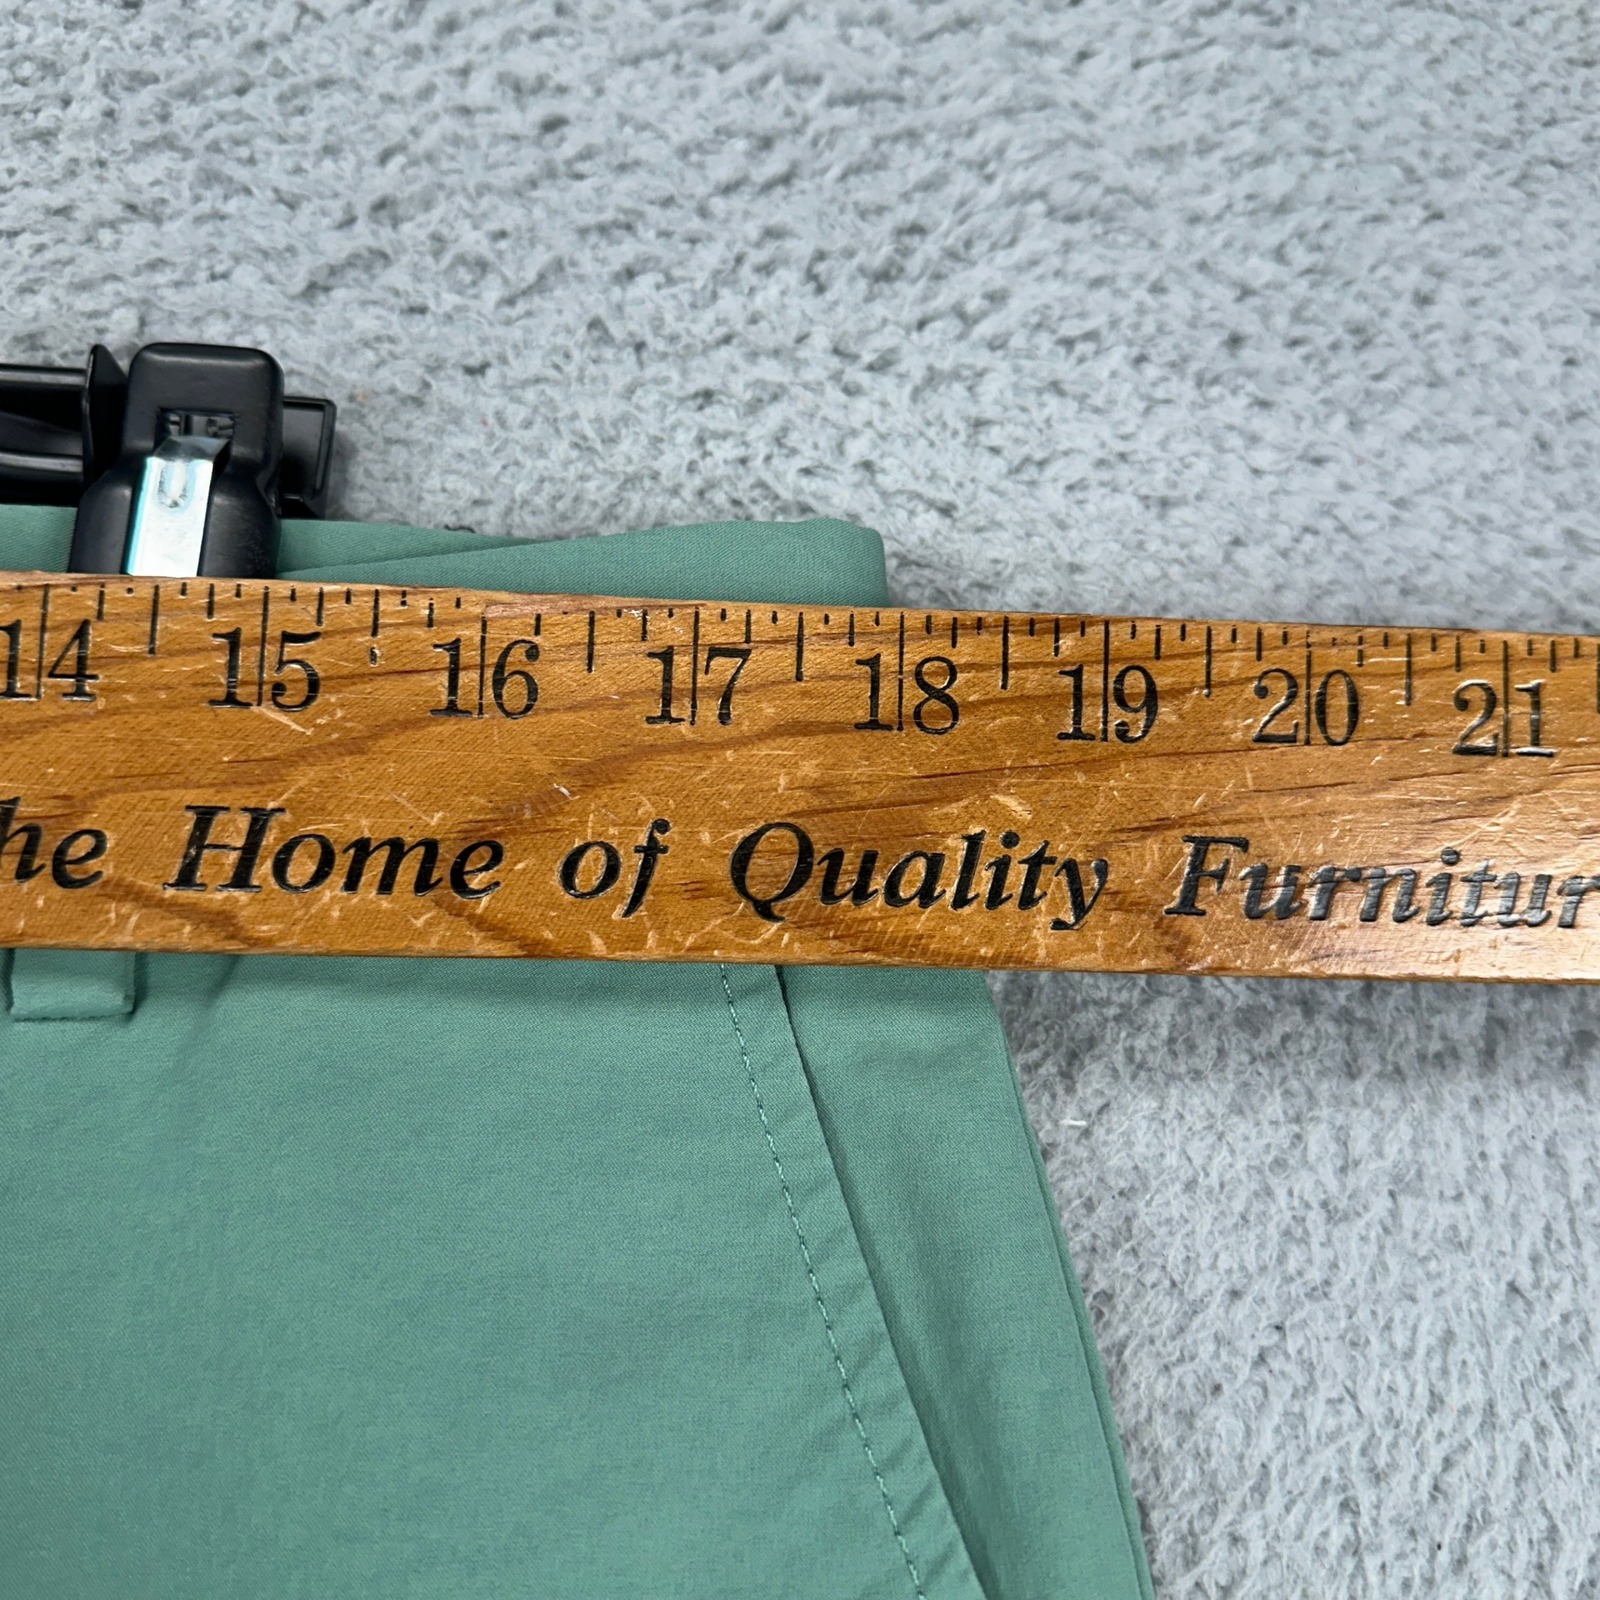 14 15 16 17 18 19 20 21
he Home of Quality Furnitur